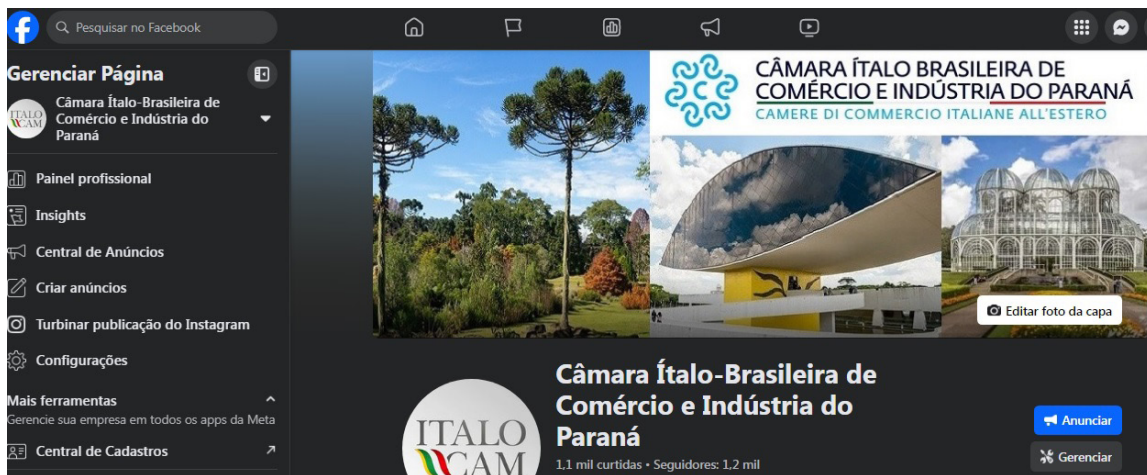 Pesquisar no Facebook
Gerenciar Página
ITALO
CAM
Câmara Ítalo-Brasileira de
Comércio e Indústria do
Paraná
Painel profissional
Insights
Central de Anúncios
Criar anúncios
Turbinar publicação do Instagram
Configurações
Mais ferramentas
Gerencie sua empresa em todos os apps da Meta
Central de Cadastros
CÂMARA ÍTALO BRASILEIRA DE
COMÉRCIO E INDÚSTRIA DO PARANÁ
CAMERE DI COMMERCIO ITALIANE ALL'ESTERO
Editar foto da capa
ITALO
CAM
Câmara Ítalo-Brasileira de
Comércio e Indústria do
Paraná
1,1 mil curtidas • Seguidores: 1,2 mil
Anunciar
Gerenciar